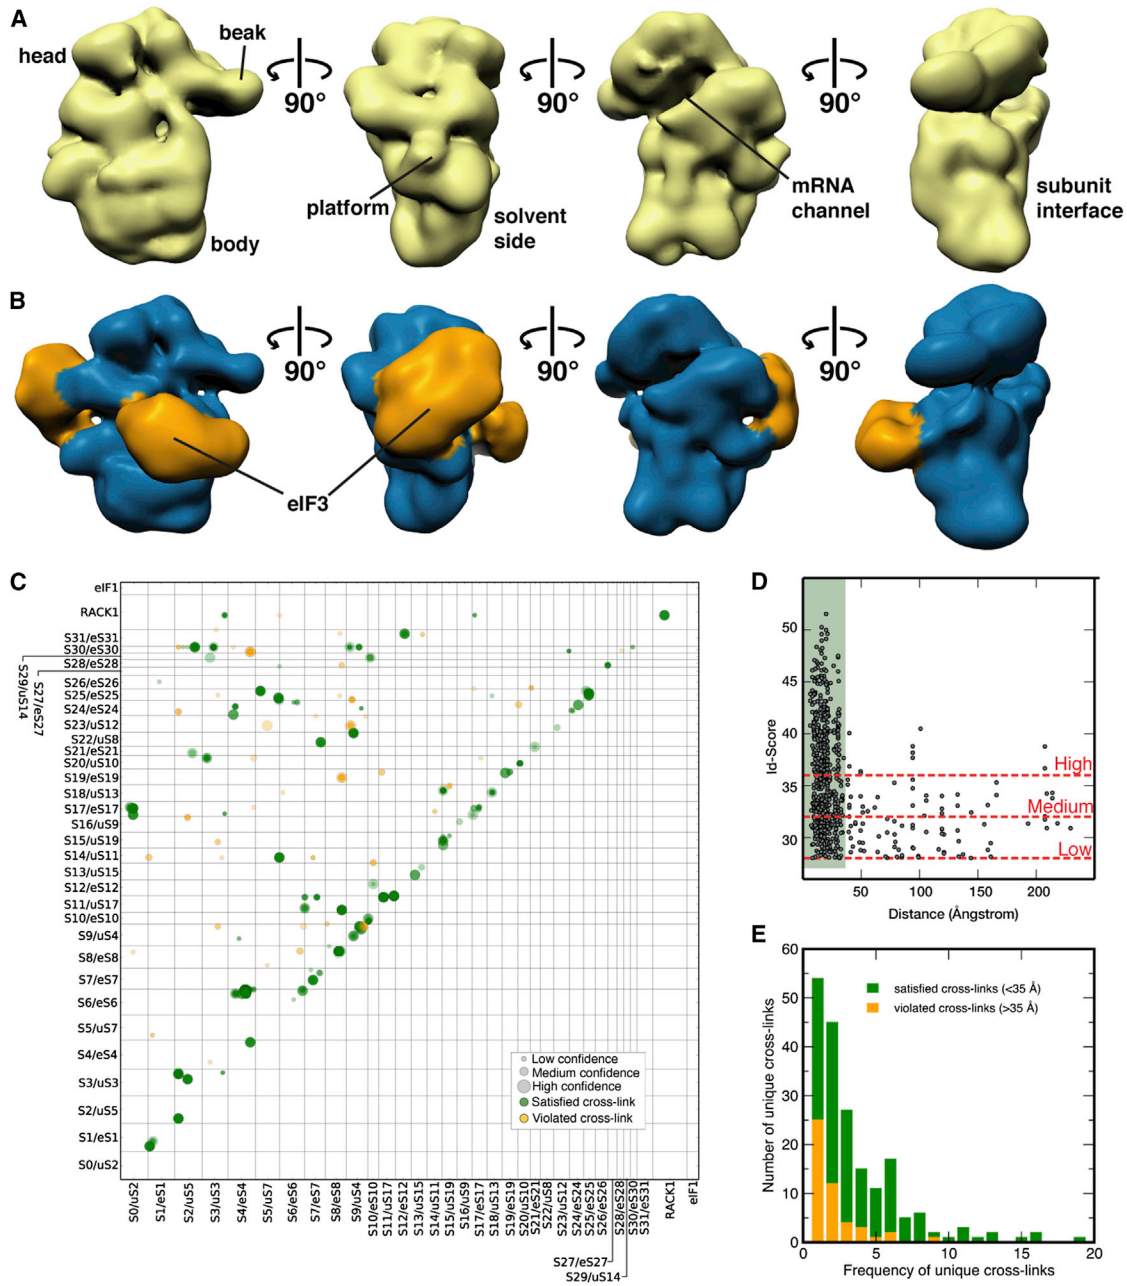 A
head
beak
90°
90°
90°
platform
solvent
side
mRNA
channel
subunit
interface
body
B
90°
90°
90°
eIF3
C
eIF1
RACK1
S31/eS31
S30/eS30
S28/eS28
S29/uS14
S27/eS27
S26/eS26
S25/eS25
S24/eS24
S23/uS12
S22/uS8
S21/eS21
S20/uS10
S19/eS19
S18/uS13
S17/eS17
S16/uS9
S15/uS19
S14/uS11
S13/uS15
S12/eS12
S11/uS17
S10/eS10
S9/uS4
S8/eS8
S7/eS7
S6/eS6
S5/uS7
S4/eS4
S3/uS3
S2/uS5
S1/eS1
S0/uS2
Low confidence
Medium confidence
High confidence
Satisfied cross-link
Violated cross-link
S0/uS2
S1/eS1
S2/uS5
S3/uS3
S4/eS4
S5/uS7
S6/eS6
S7/eS7
S8/eS8
S9/uS4
S10/eS10
S11/uS17
S12/eS12
S13/uS15
S14/uS11
S15/uS19
S16/uS9
S17/eS17
S18/uS13
S19/eS19
S20/uS10
S21/eS21
S22/uS8
S23/uS12
S24/eS24
S25/eS25
S26/eS26
S28/eS28
S30/eS30
S31/eS31
RACK1
eIF1
S27/eS27
S29/uS14
D
50
45
40
35
30
Id-Score
High
Medium
Low
50
100
150
200
Distance (Ångstrom)
E
60
50
40
30
20
10
0
Number of unique cross-links
satisfied cross-links (<35 Å)
violated cross-links (>35 Å)
0
5
10
15
20
Frequency of unique cross-links